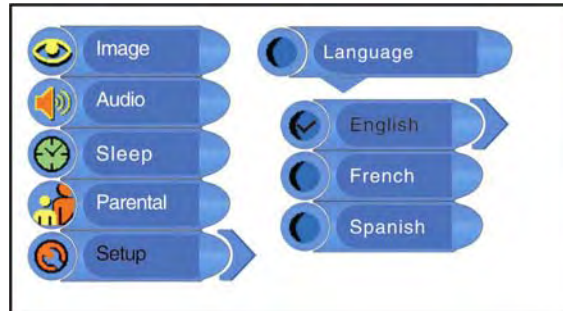 Image
Audio
Sleep
Parental
Setup
Language
English
French
Spanish